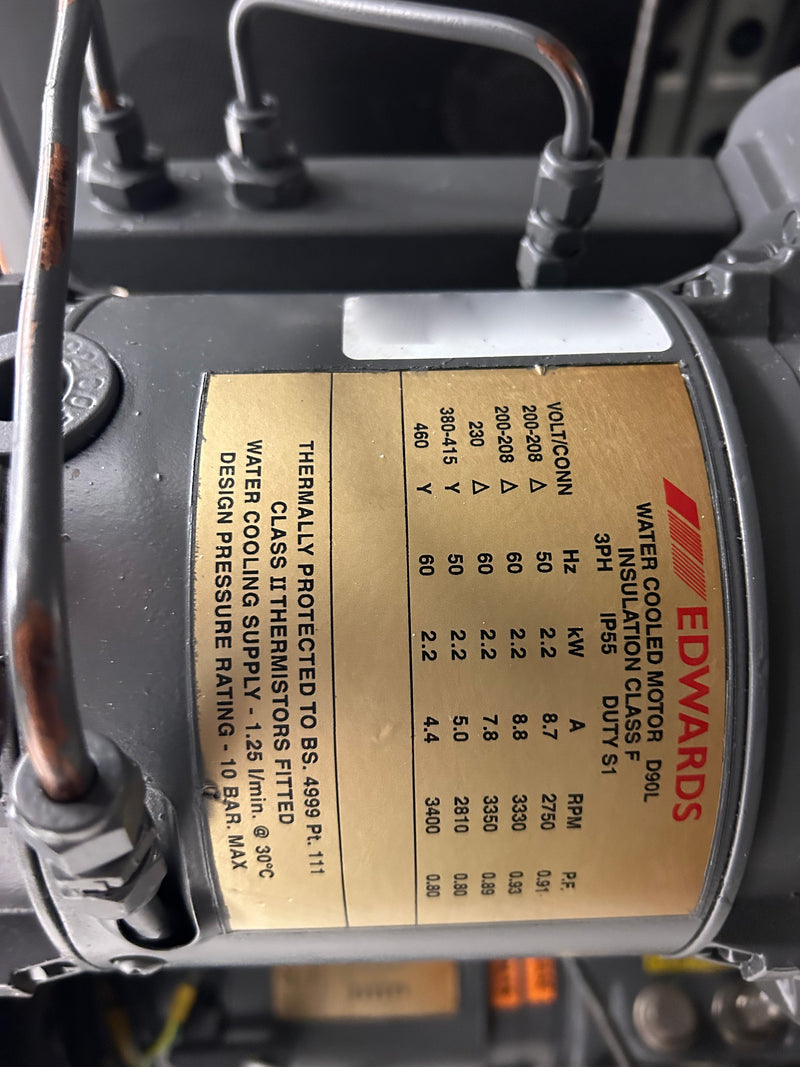 EDWARDS
WATER COOLED MOTOR D90L
INSULATION CLASS F
3PH IP55 DUTY S1
VOLT/CONN Hz kW A RPM P.F.
200-208 Δ 50 2.2 8.7 2750 0.91
200-208 Δ 60 2.2 8.8 3330 0.93
230 Δ 60 2.2 7.8 3350 0.89
380-415 Y 50 2.2 5.0 2810 0.80
460 Y 60 2.2 4.4 3400 0.80
THERMALLY PROTECTED TO BS. 4999 Pt. 111
CLASS II THERMISTORS FITTED
WATER COOLING SUPPLY - 1.25 l/min. @ 30°C
DESIGN PRESSURE RATING - 10 BAR. MAX